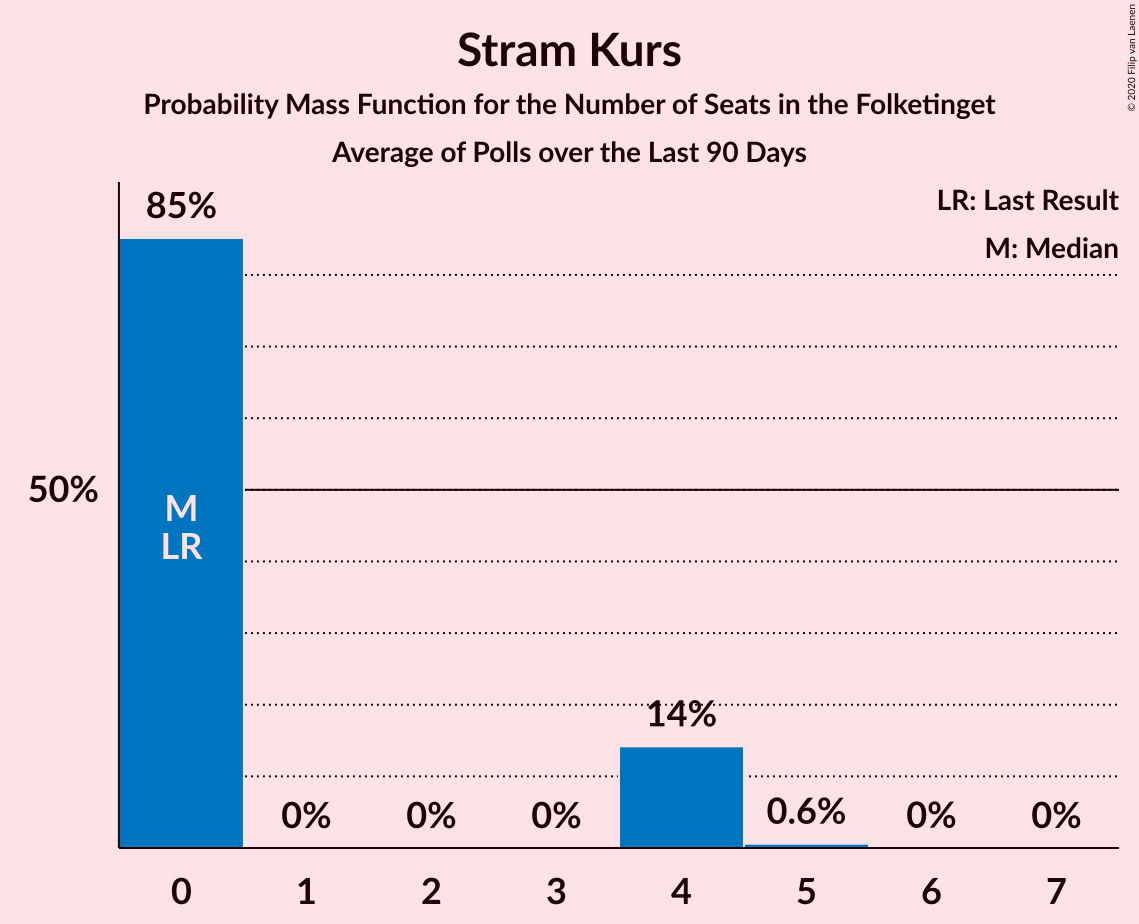 Stram Kurs
Probability Mass Function for the Number of Seats in the Folketinget
Average of Polls over the Last 90 Days
© 2020 Filip van Laenen
LR: Last Result
M: Median
85%
50%
M
LR
14%
0%
0%
0%
0.6%
0%
0%
0
1
2
3
4
5
6
7